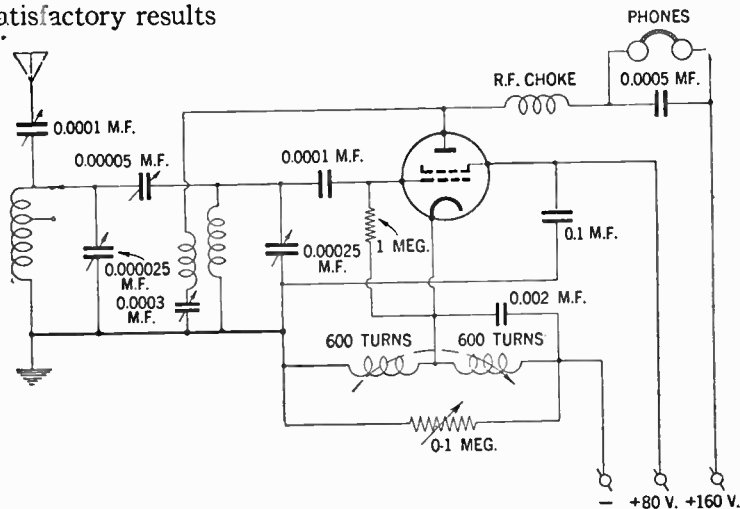 atisfactory results
PHONES
R.F. CHOKE
0.0005 MF.
0.0001 M.F.
0.00005 M.F.
0.0001 M.F.
0.1 M.F.
1 MEG.
0.00025
M.F.
0.000025
M.F.
0.0003
M.F.
0.002 M.F.
600 TURNS
600 TURNS
0-1 MEG.
−
+80 V.
+160 V.